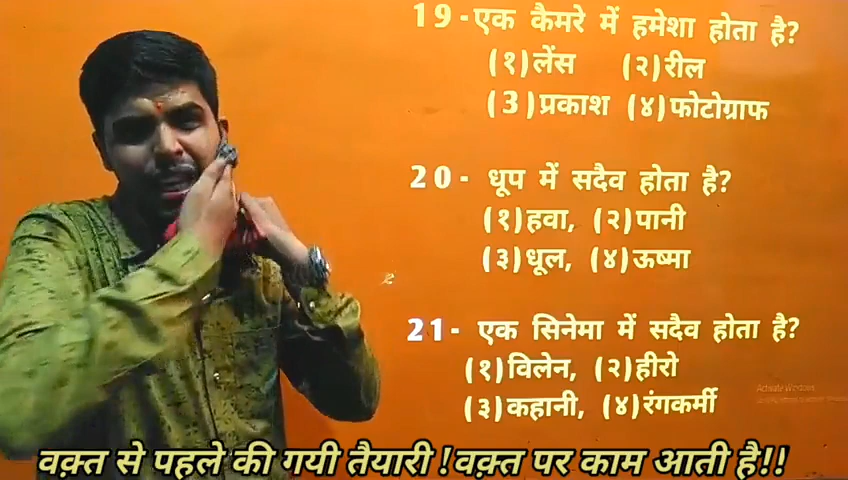 19-एक कैमरे में हमेशा होता है?
(१)लेंस (२)रील
(3)प्रकाश (४)फोटोग्राफ
20- धूप में सदैव होता है?
(१)हवा, (२)पानी
(३)धूल, (४)ऊष्मा
21- एक सिनेमा में सदैव होता है?
(१)विलेन, (२)हीरो
(३)कहानी, (४)रंगकर्मी
Activate Windows
वक़्त से पहले की गयी तैयारी !वक़्त पर काम आती है!!